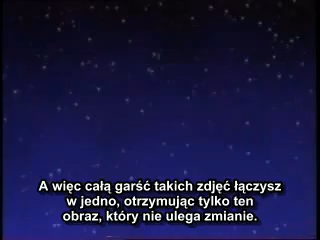 A więc całą garść takich zdjęć łączysz
w jedno, otrzymując tylko ten
obraz, który nie ulega zmianie.